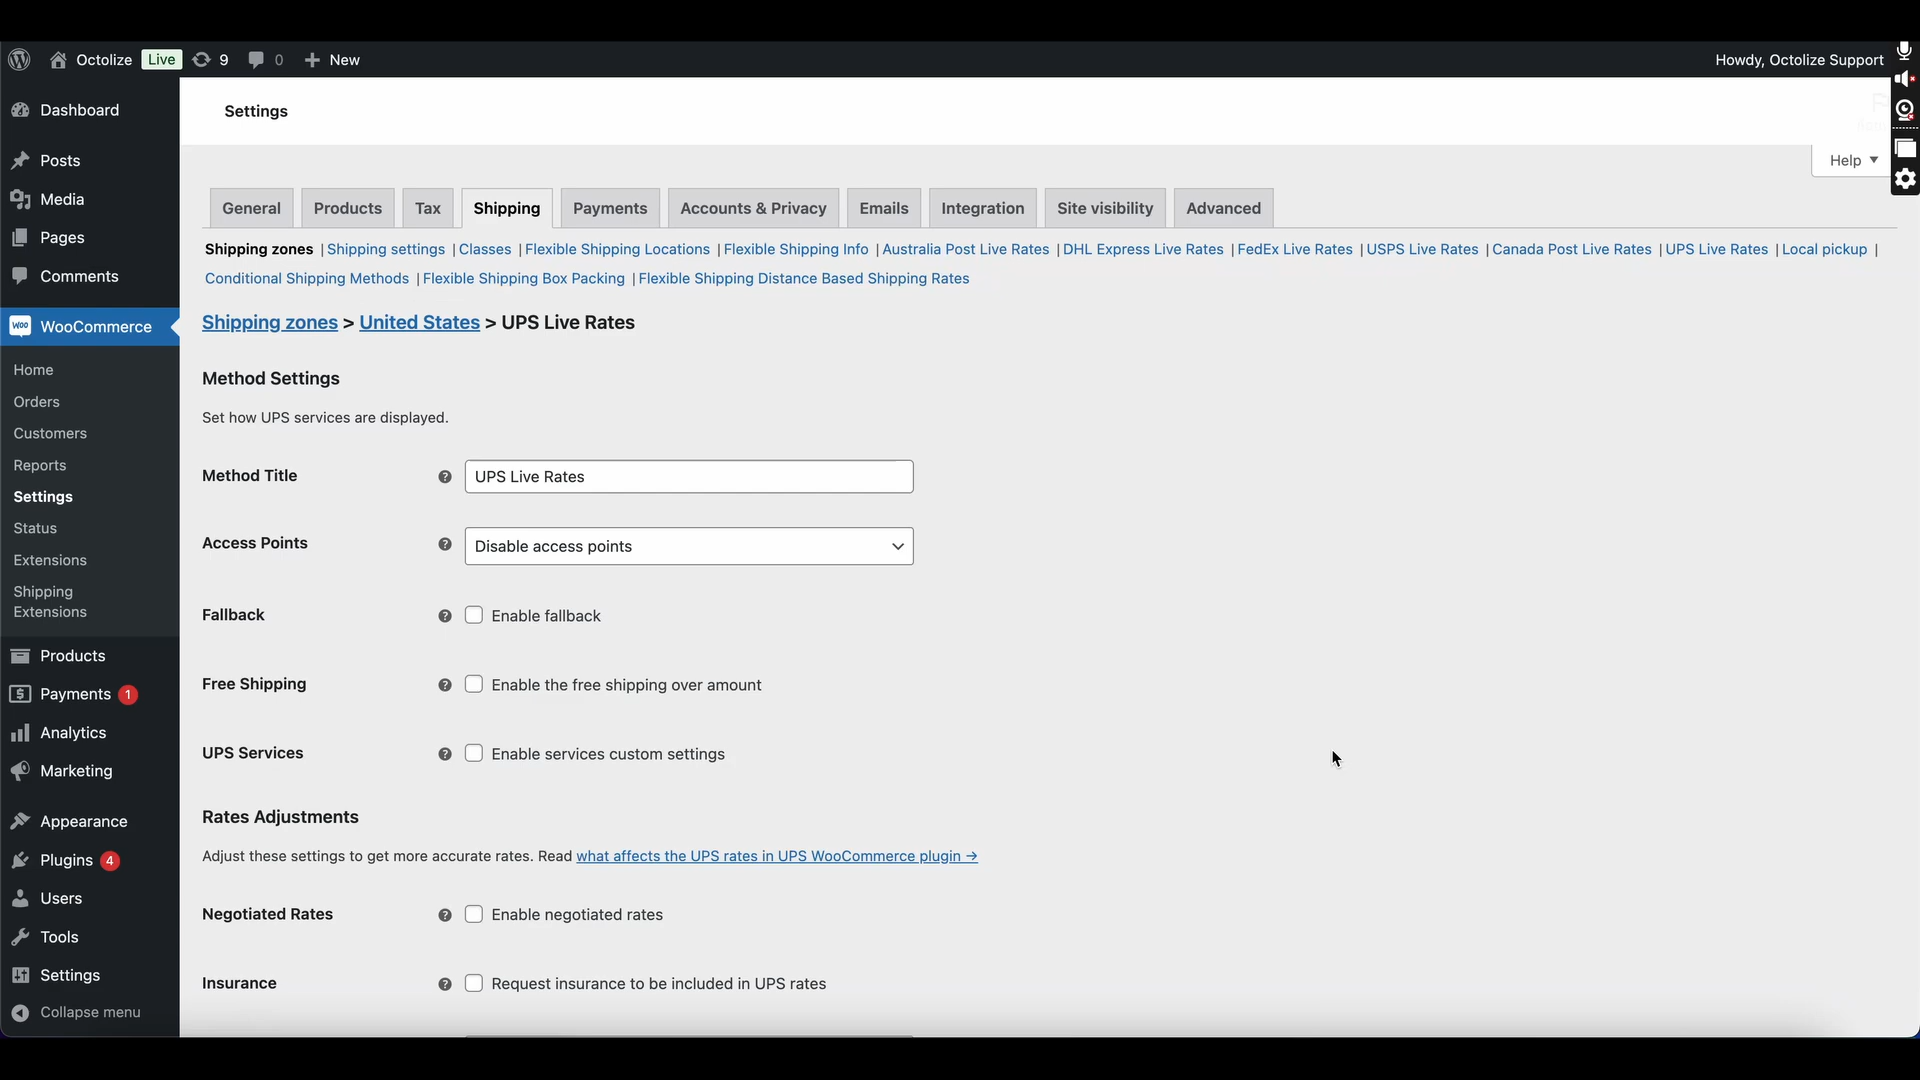 Octolize Live 9 0 New Howdy, Octolize Support
Dashboard
Posts
Media
Pages
Comments
WooCommerce
Home
Orders
Customers
Reports
Settings
Status
Extensions
Shipping
Extensions
Products
Payments 1
Analytics
Marketing
Appearance
Plugins 4
Users
Tools
Settings
Collapse menu
Settings
Help
General Products Tax Shipping Payments Accounts & Privacy Emails Integration Site visibility Advanced
Shipping zones | Shipping settings | Classes | Flexible Shipping Locations | Flexible Shipping Info | Australia Post Live Rates | DHL Express Live Rates | FedEx Live Rates | USPS Live Rates | Canada Post Live Rates | UPS Live Rates | Local pickup |
Conditional Shipping Methods | Flexible Shipping Box Packing | Flexible Shipping Distance Based Shipping Rates
Shipping zones > United States > UPS Live Rates
Method Settings
Set how UPS services are displayed.
Method Title ? UPS Live Rates
Access Points ? Disable access points
Fallback ? Enable fallback
Free Shipping ? Enable the free shipping over amount
UPS Services ? Enable services custom settings
Rates Adjustments
Adjust these settings to get more accurate rates. Read what affects the UPS rates in UPS WooCommerce plugin →
Negotiated Rates ? Enable negotiated rates
Insurance ? Request insurance to be included in UPS rates